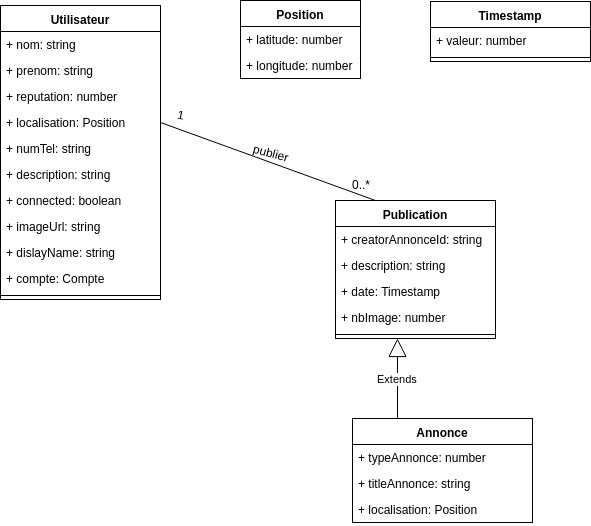 Utilisateur
+ nom: string
+ prenom: string
+ reputation: number
+ localisation: Position
+ numTel: string
+ description: string
+ connected: boolean
+ imageUrl: string
+ dislayName: string
+ compte: Compte
Position
+ latitude: number
+ longitude: number
Timestamp
+ valeur: number
1
publier
0..*
Publication
+ creatorAnnonceId: string
+ description: string
+ date: Timestamp
+ nbImage: number
Extends
Annonce
+ typeAnnonce: number
+ titleAnnonce: string
+ localisation: Position